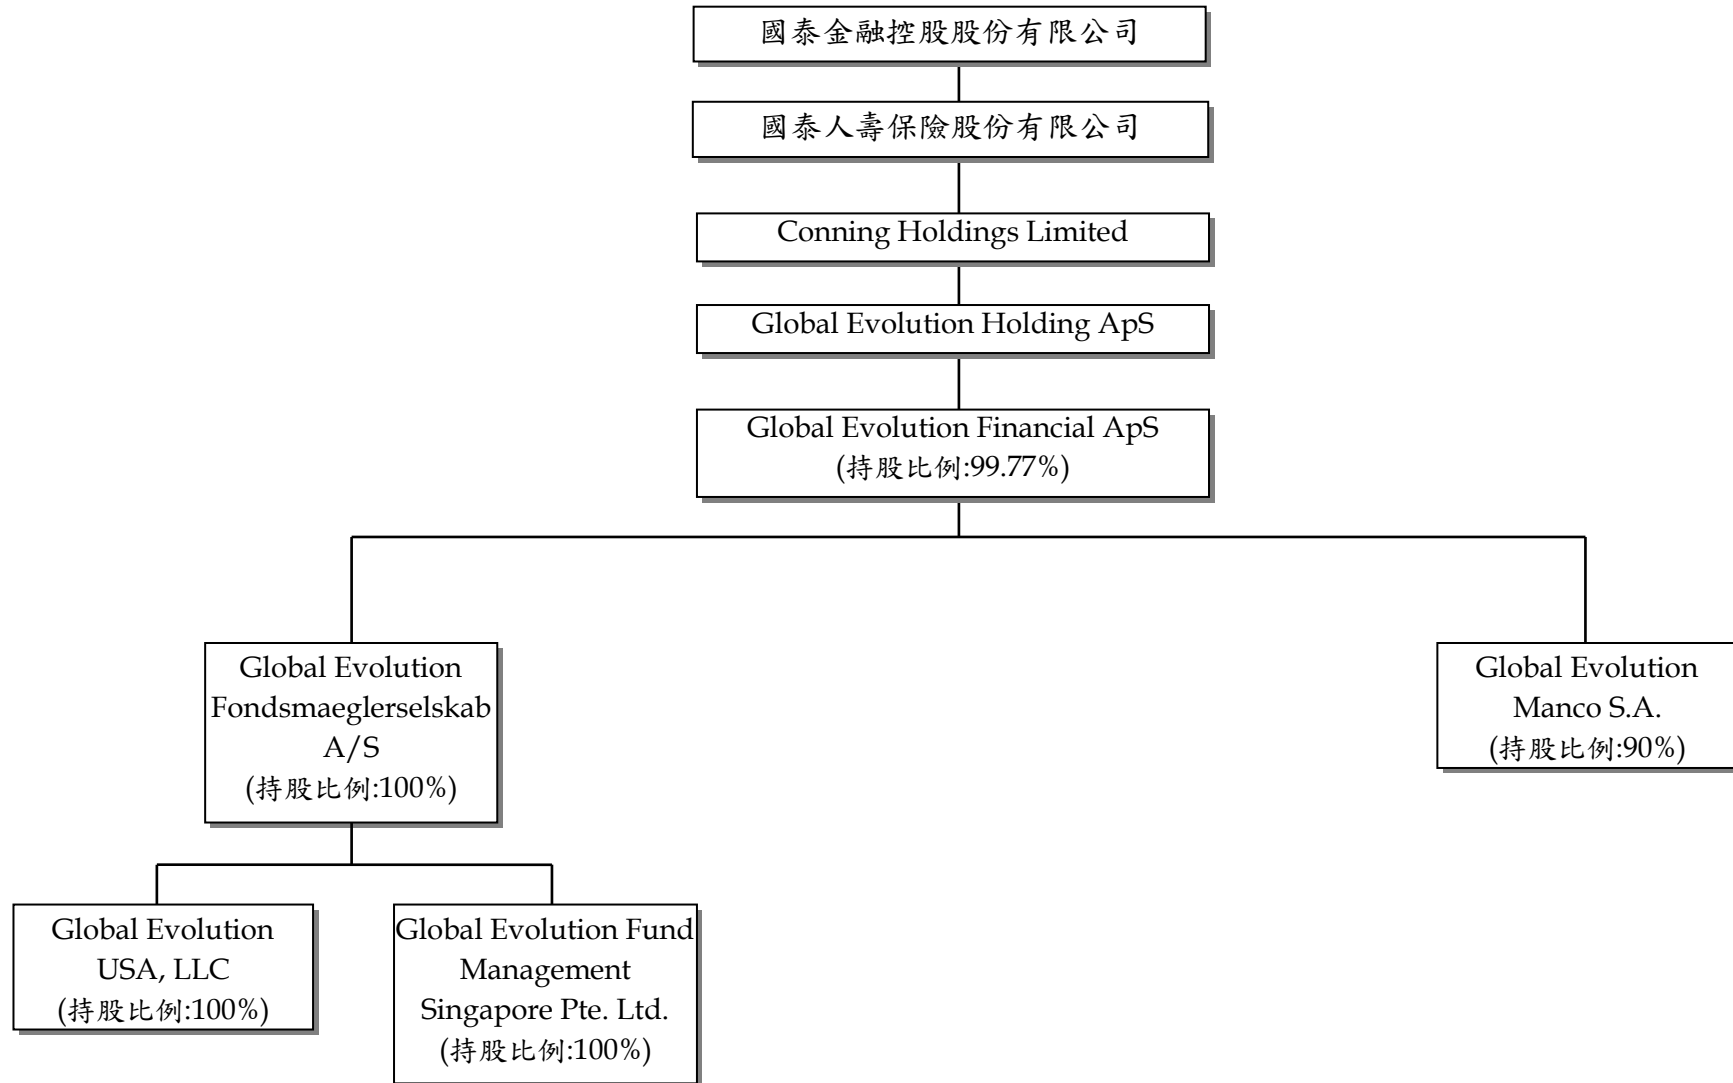 國泰金融控股股份有限公司
國泰人壽保險股份有限公司
Conning Holdings Limited
Global Evolution Holding ApS
Global Evolution Financial ApS
(持股比例:99.77%)
Global Evolution
Fondsmaeglerselskab
A/S
(持股比例:100%)
Global Evolution
Manco S.A.
(持股比例:90%)
Global Evolution
USA, LLC
(持股比例:100%)
Global Evolution Fund
Management
Singapore Pte. Ltd.
(持股比例:100%)